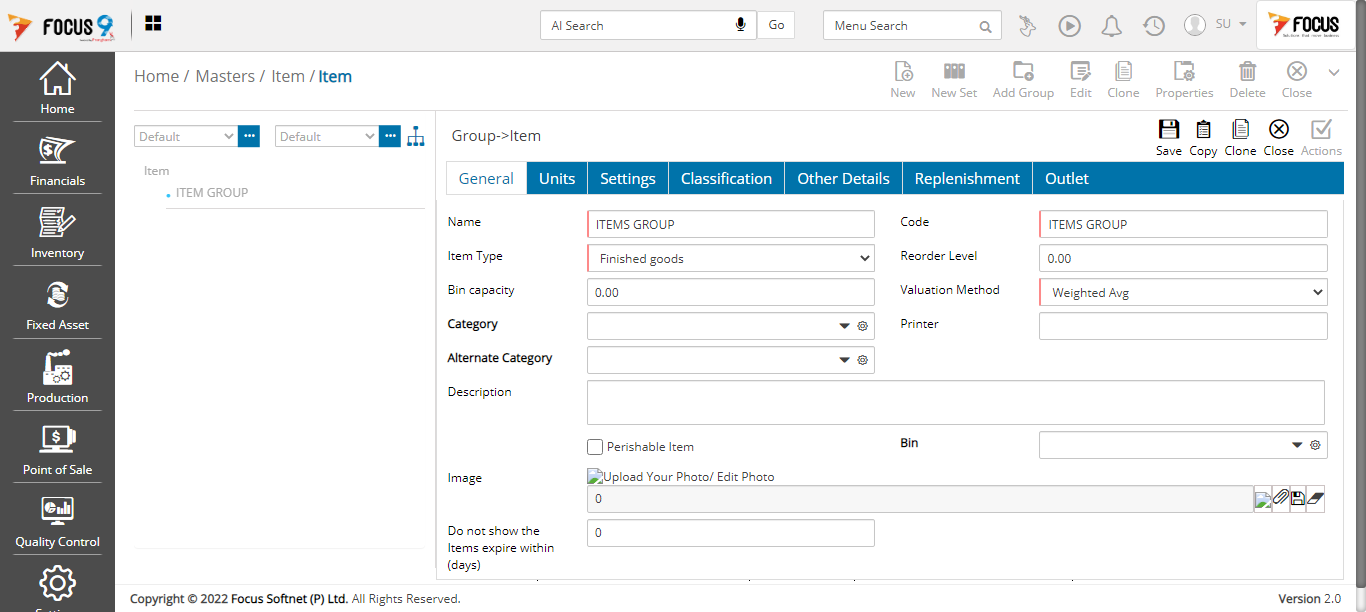 FOCUS 9
AI Search
Go
Menu Search
SU
FOCUS
Home
Financials
Inventory
Fixed Asset
Production
Point of Sale
Quality Control
Home / Masters / Item / Item
New
New Set
Add Group
Edit
Clone
Properties
Delete
Close
Default
Default
Item
ITEM GROUP
Group->Item
Save
Copy
Clone
Close
Actions
General
Units
Settings
Classification
Other Details
Replenishment
Outlet
Name
ITEMS GROUP
Code
ITEMS GROUP
Item Type
Finished goods
Reorder Level
0.00
Bin capacity
0.00
Valuation Method
Weighted Avg
Category
Printer
Alternate Category
Description
Perishable Item
Bin
Image
Upload Your Photo/ Edit Photo
0
Do not show the
Items expire within
(days)
0
Copyright © 2022 Focus Softnet (P) Ltd. All Rights Reserved.
Version 2.0